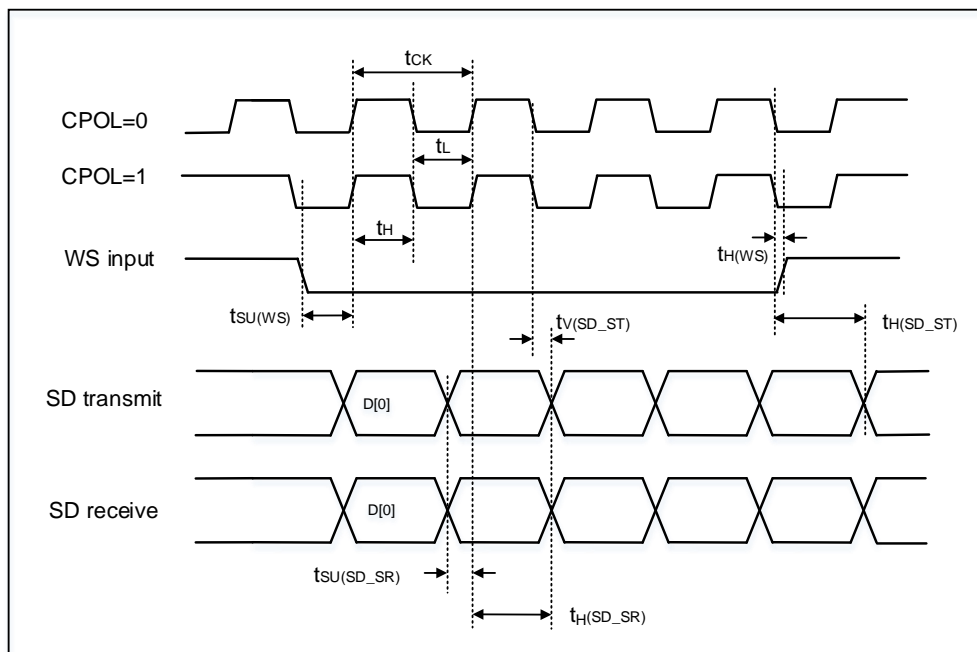 tCK
CPOL=0
tL
CPOL=1
tH
tH(WS)
WS input
tSU(WS)
tV(SD_ST)
tH(SD_ST)
SD transmit
D[0]
SD receive
D[0]
tSU(SD_SR)
tH(SD_SR)